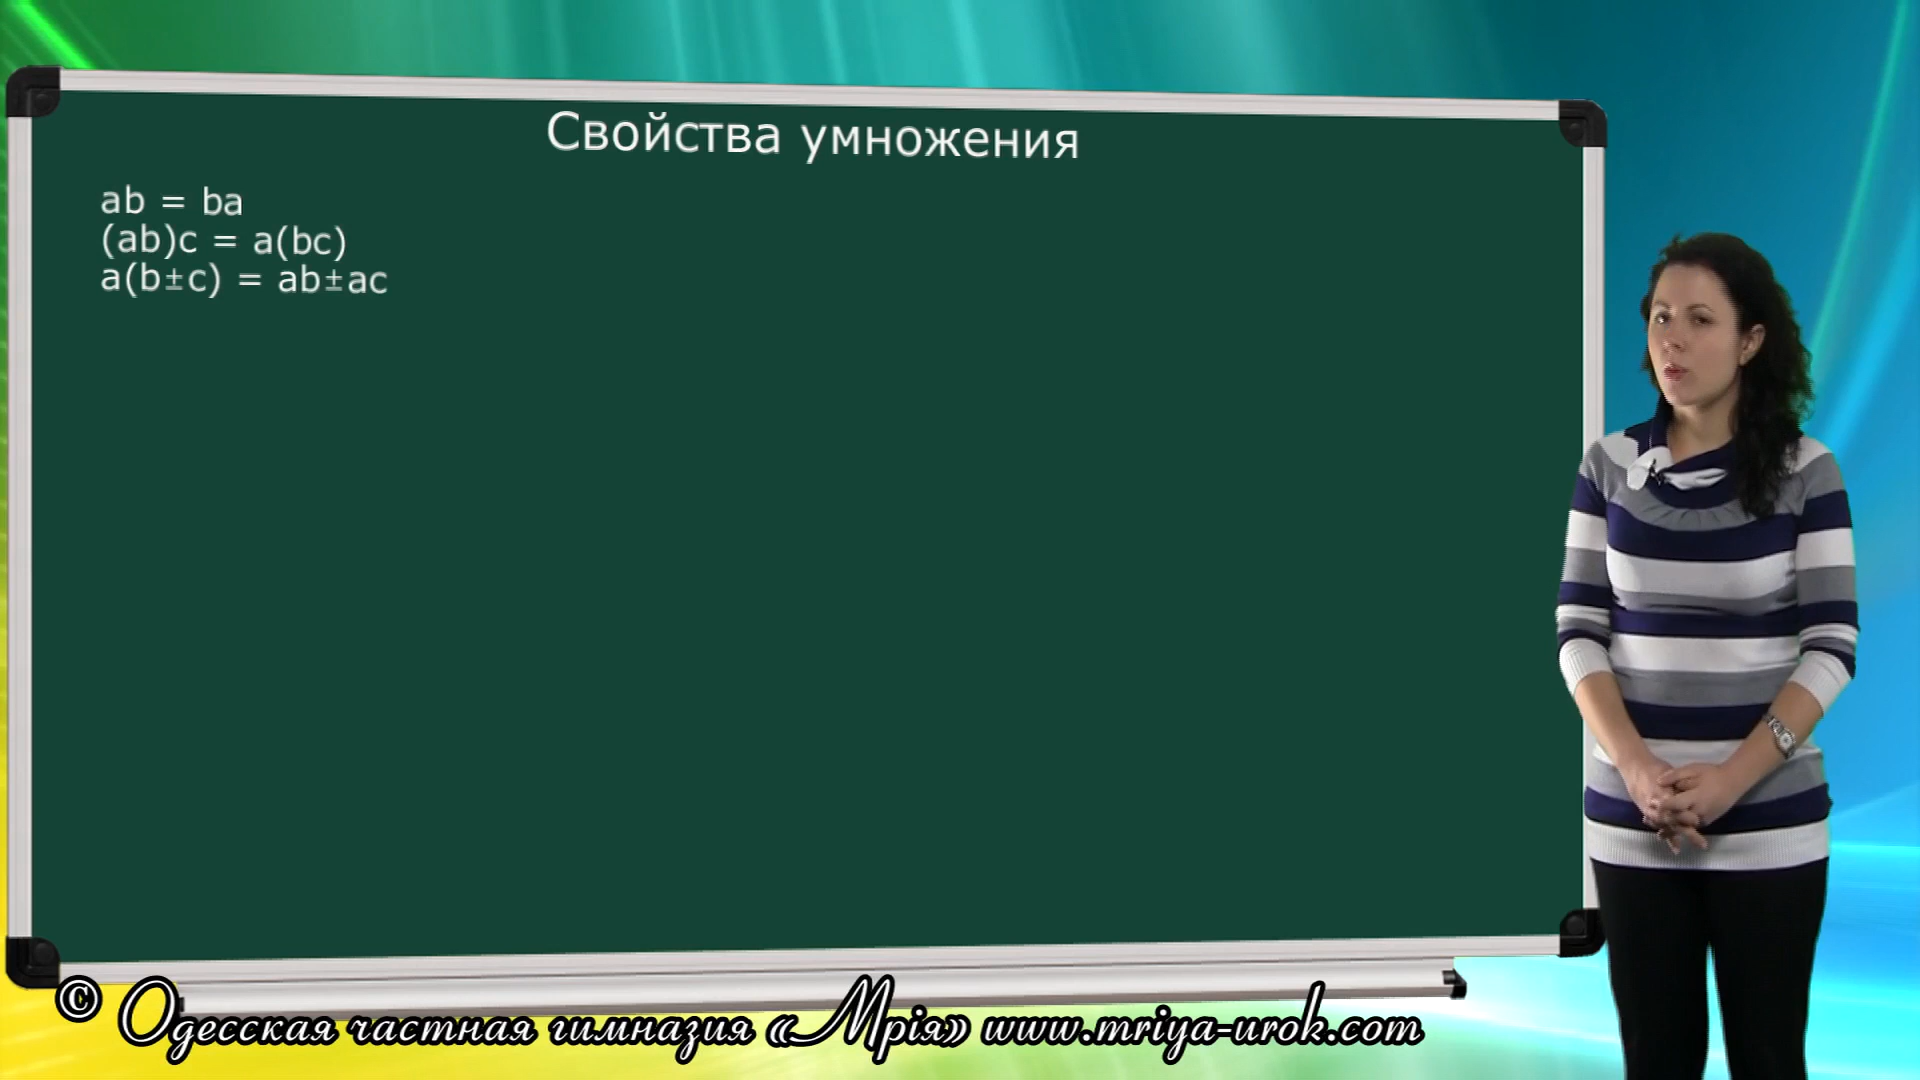 Свойства умножения
ab = ba
(ab)c = a(bc)
a(b±c) = ab±ac
© Одесская частная гимназия «Мрія» www.mriya-urok.com